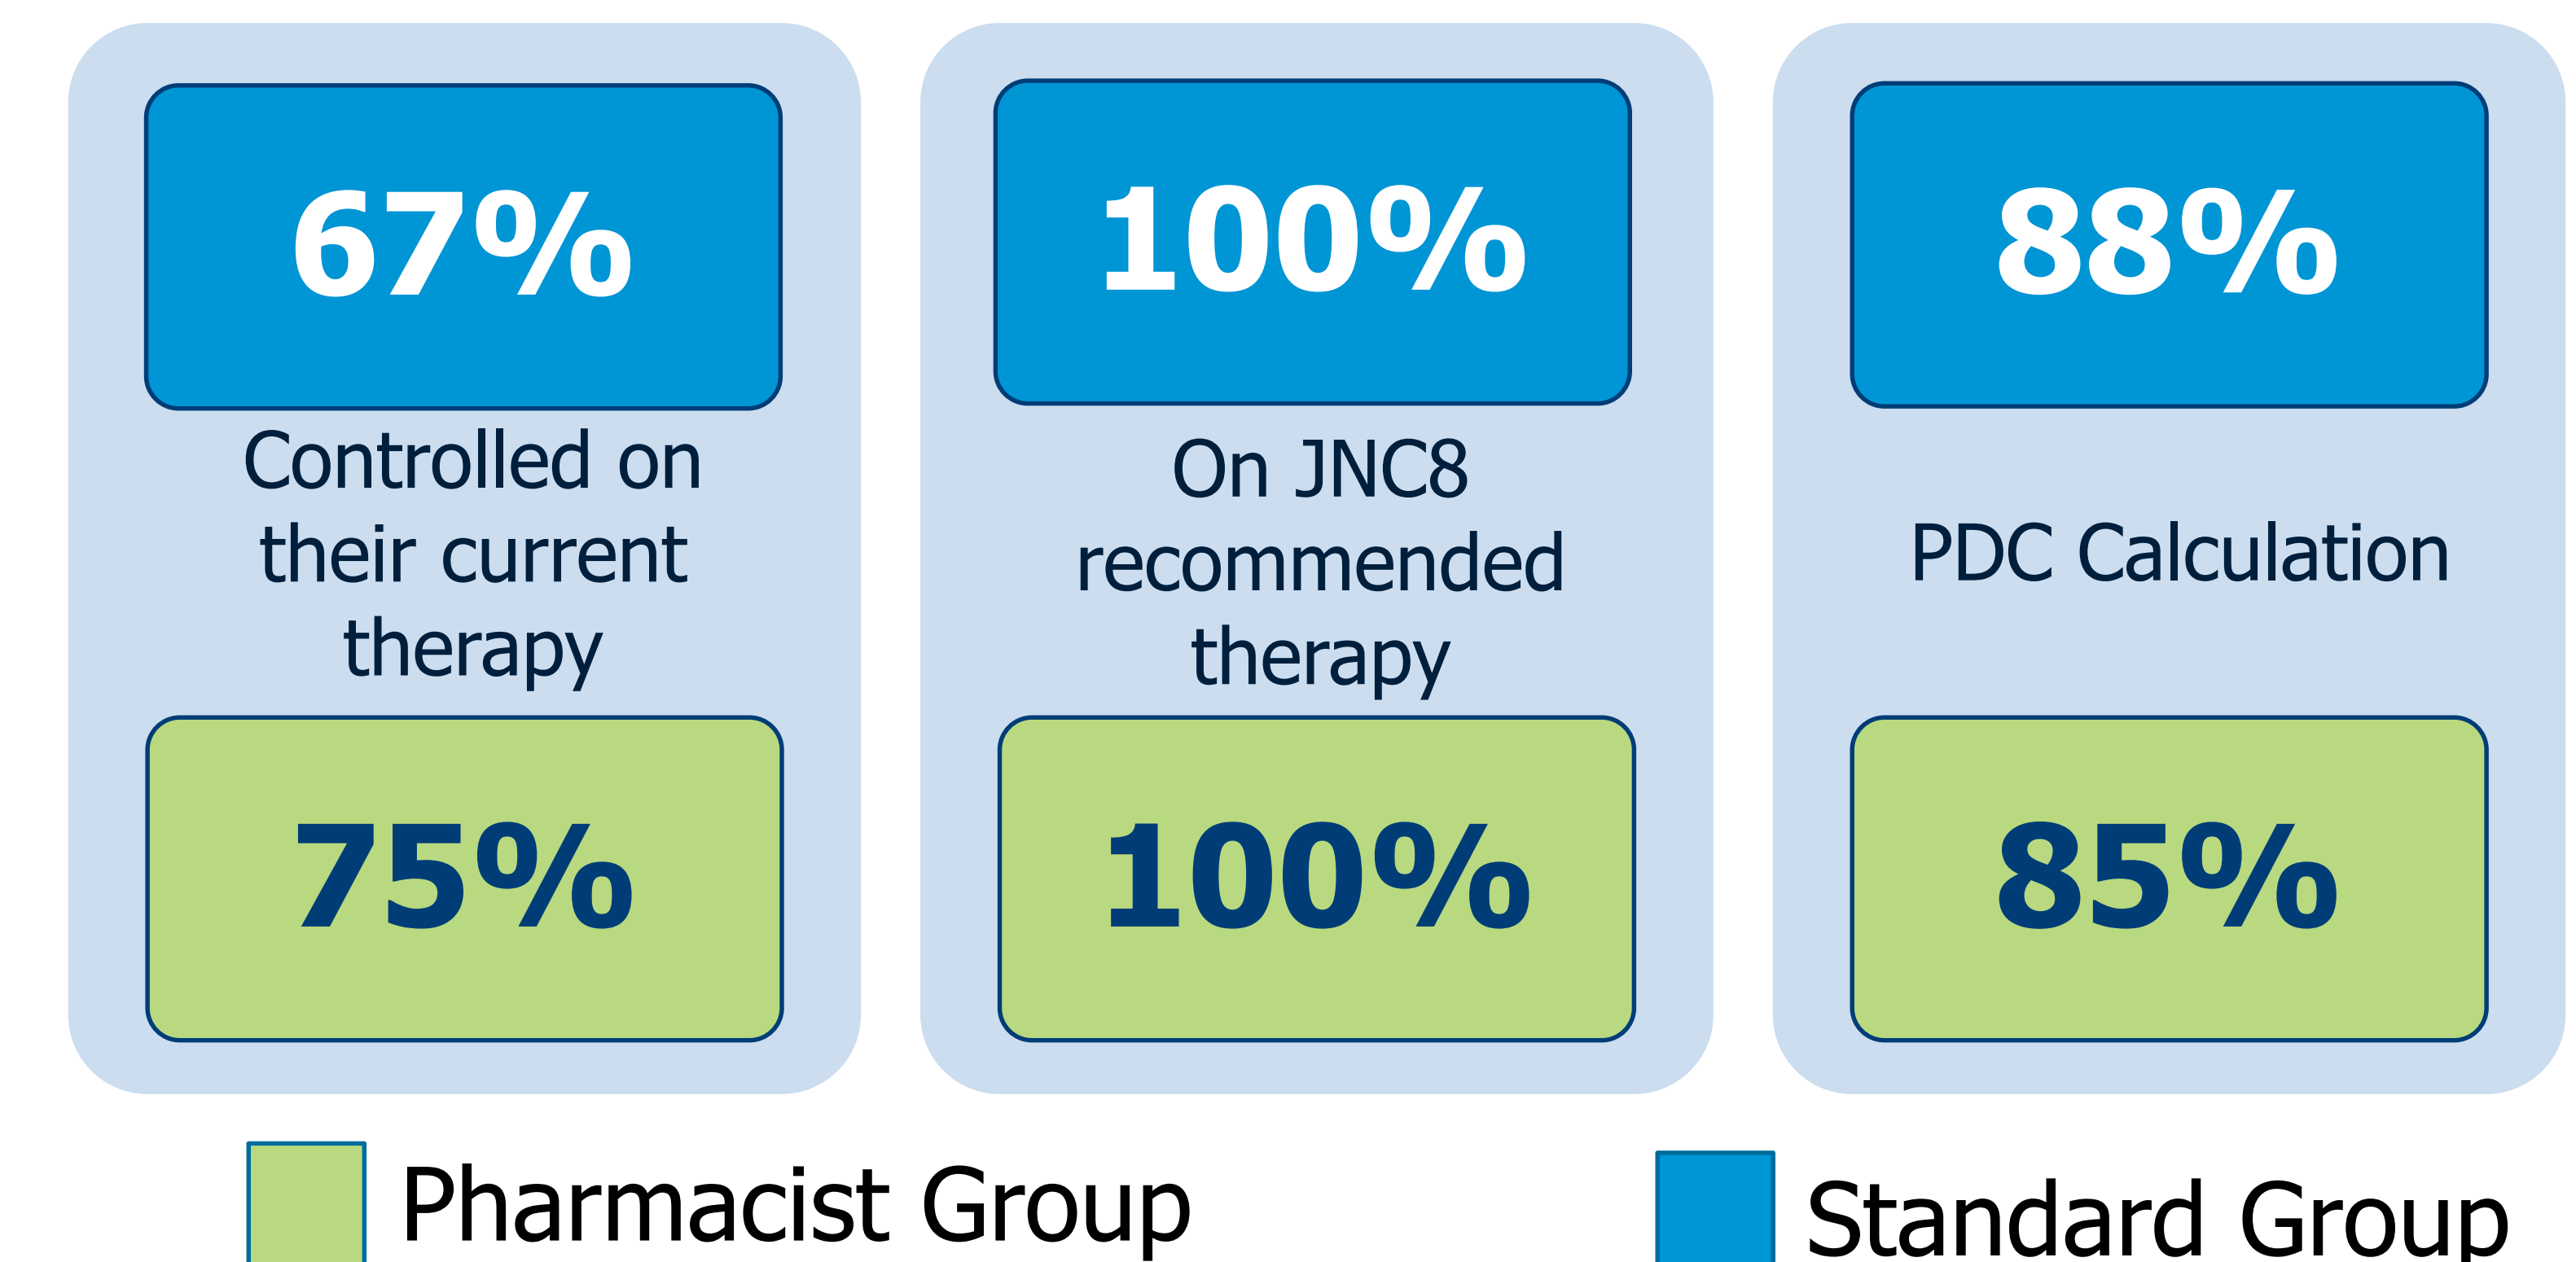 67%
Controlled on
their current
therapy
75%
100%
On JNC8
recommended
therapy
100%
88%
PDC Calculation
85%
Pharmacist Group
Standard Group